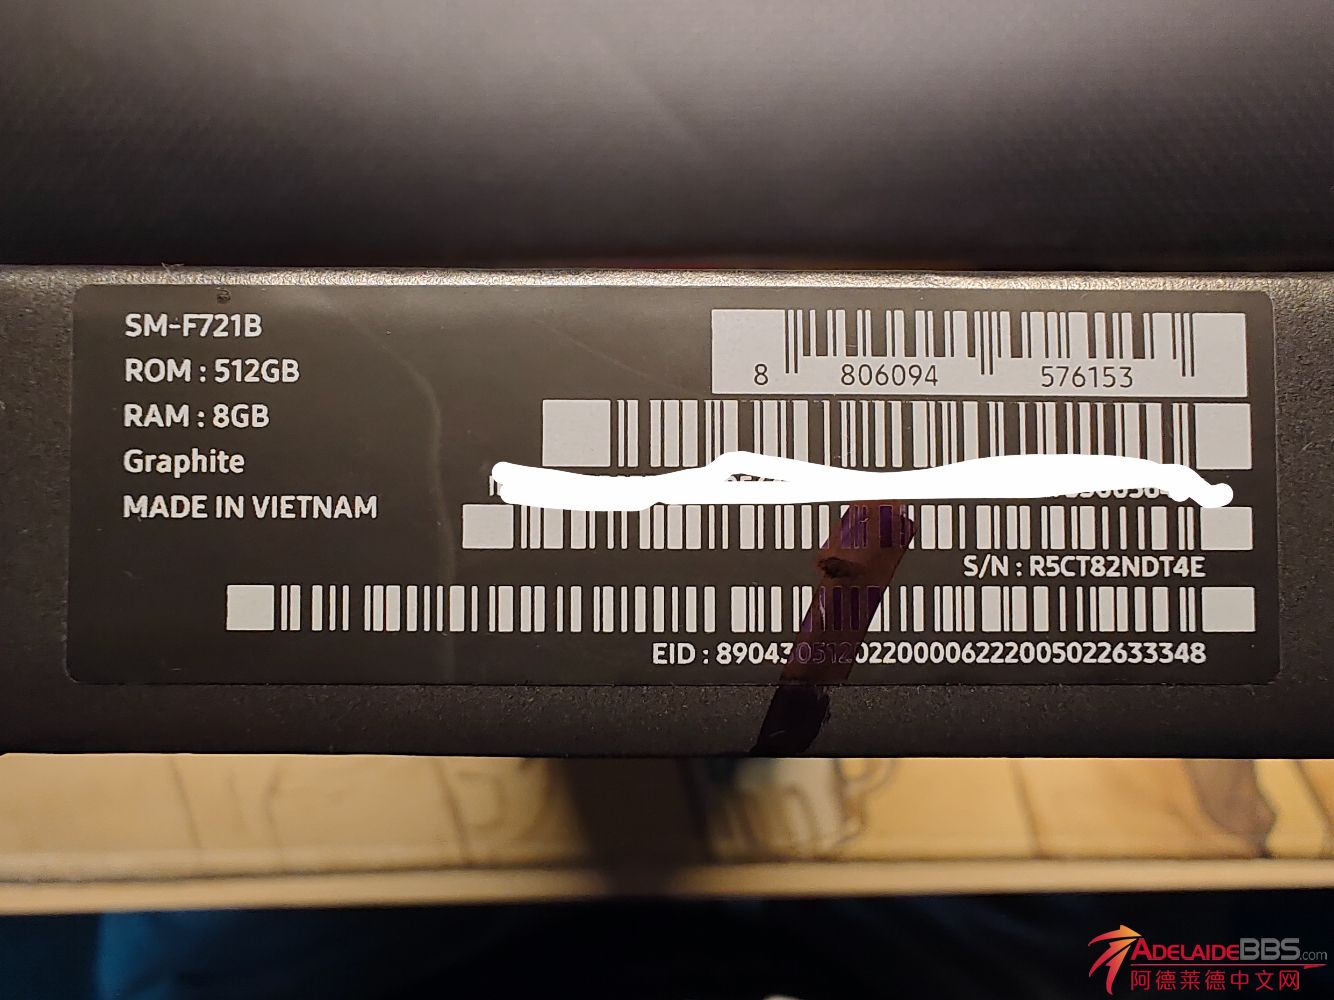 SM-F721B
ROM : 512GB
RAM : 8GB
Graphite
MADE IN VIETNAM
8 806094 576153
S/N : R5CT82NDT4E
EID : 89043051202200006222005022633348
ADELAIDEBBS.com
阿德莱德中文网